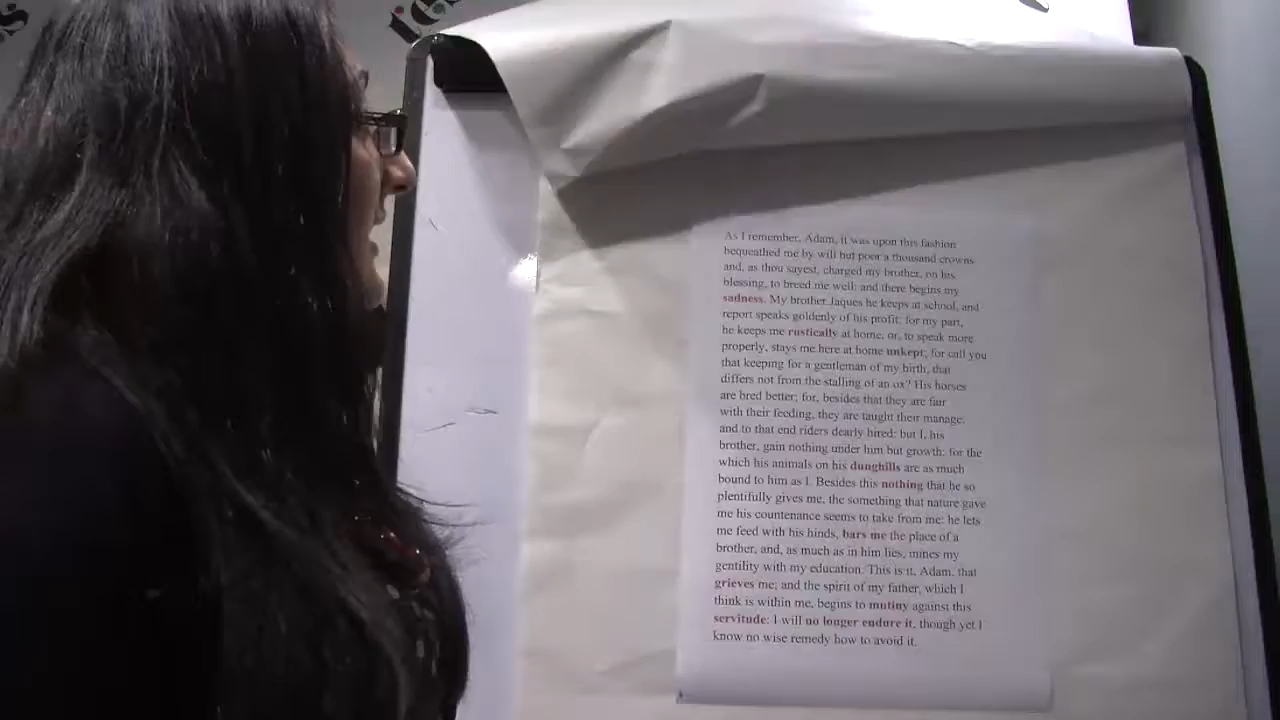 tes
As I remember, Adam, it was upon this fashion
bequeathed me by will but poor a thousand crowns
and, as thou sayest, charged my brother, on his
blessing, to breed me well: and there begins my
sadness. My brother Jaques he keeps at school, and
report speaks goldenly of his profit: for my part,
he keeps me rustically at home, or, to speak more
properly, stays me here at home unkept; for call you
that keeping for a gentleman of my birth, that
differs not from the stalling of an ox? His horses
are bred better; for, besides that they are fair
with their feeding, they are taught their manage,
and to that end riders dearly hired: but I, his
brother, gain nothing under him but growth; for the
which his animals on his dunghills are as much
bound to him as I. Besides this nothing that he so
plentifully gives me, the something that nature gave
me his countenance seems to take from me: he lets
me feed with his hinds, bars me the place of a
brother, and, as much as in him lies, mines my
gentility with my education. This is it, Adam, that
grieves me; and the spirit of my father, which I
think is within me, begins to mutiny against this
servitude: I will no longer endure it, though yet I
know no wise remedy how to avoid it.